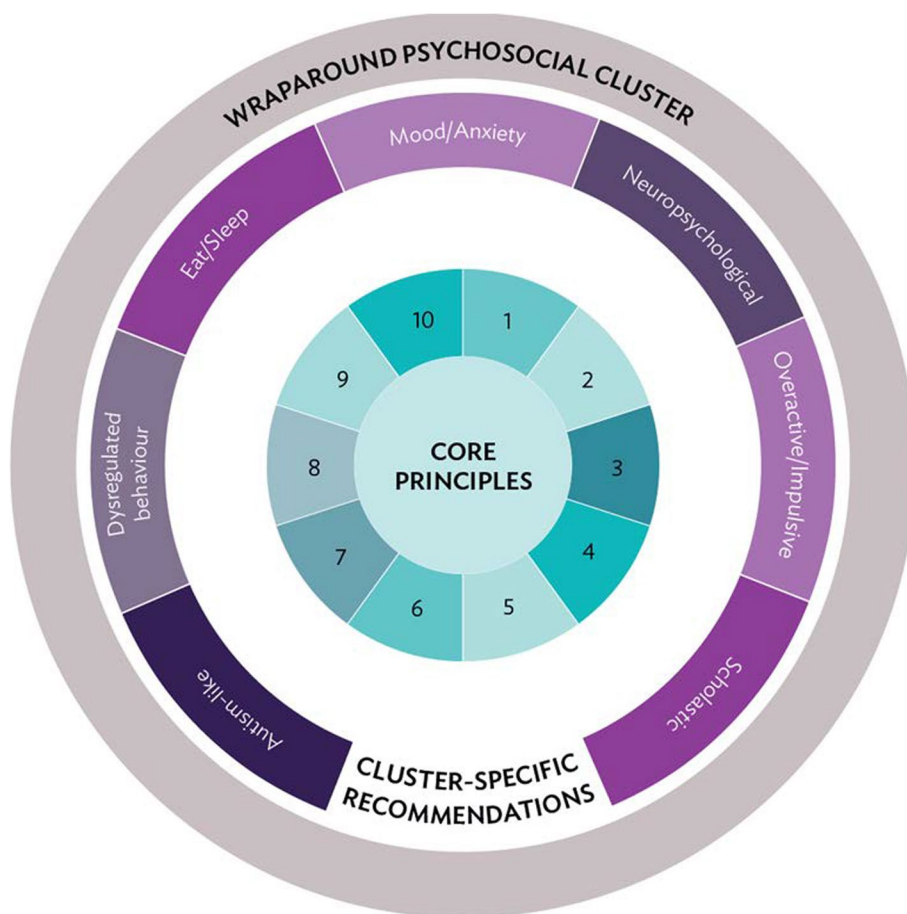 WRAPAROUND PSYCHOSOCIAL CLUSTER
Mood/Anxiety
Neuropsychological
Overactive/Impulsive
Scholastic
Eat/Sleep
Dysregulated
behaviour
Autism-like
CLUSTER-SPECIFIC
RECOMMENDATIONS
CORE
PRINCIPLES
1
2
3
4
5
6
7
8
9
10